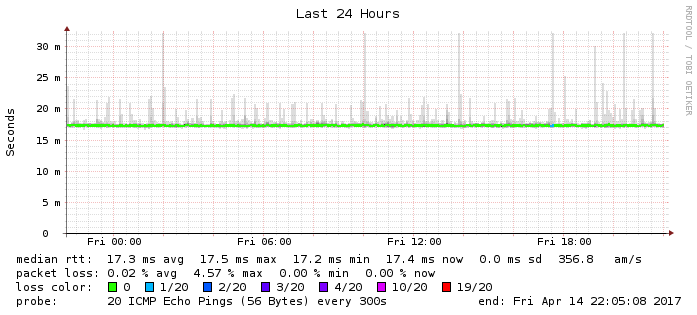 Last 24 Hours
RRDTOOL / TOBI OETIKER
Seconds
30 m
25 m
20 m
15 m
10 m
5 m
0
Fri 00:00 Fri 06:00 Fri 12:00 Fri 18:00
median rtt: 17.3 ms avg 17.5 ms max 17.2 ms min 17.4 ms now 0.0 ms sd 356.8 am/s
packet loss: 0.02 % avg 4.57 % max 0.00 % min 0.00 % now
loss color: 0 1/20 2/20 3/20 4/20 10/20 19/20
probe: 20 ICMP Echo Pings (56 Bytes) every 300s end: Fri Apr 14 22:05:08 2017